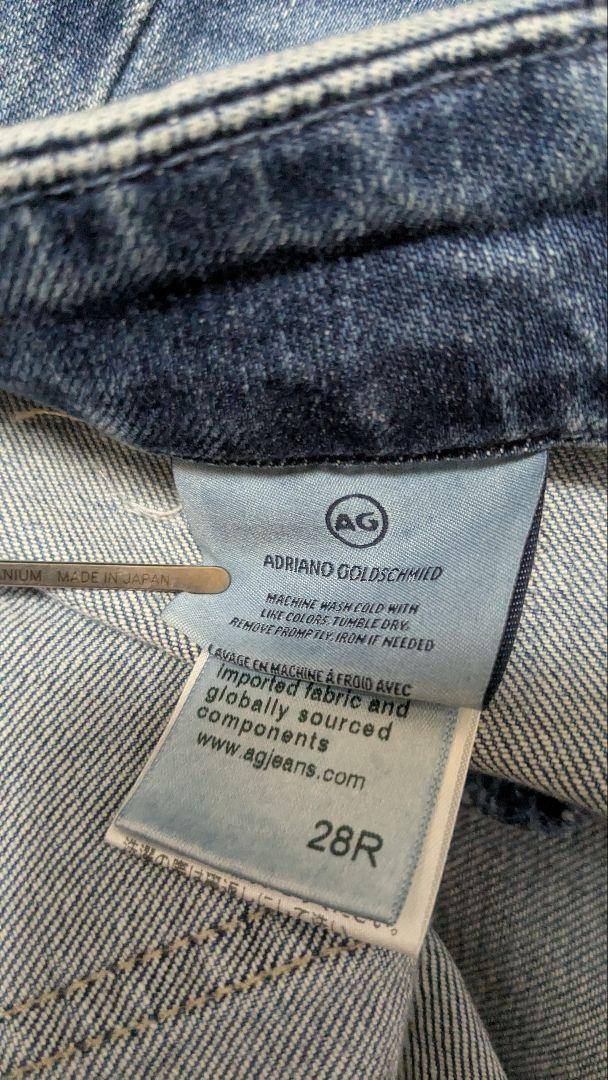 AG
ADRIANO GOLDSCHMIED
MACHINE WASH COLD WITH
LIKE COLORS, TUMBLE DRY,
REMOVE PROMPTLY, IRON IF NEEDED
LAVAGE EN MACHINE À FROID AVEC
NIUM MADE IN JAPAN
Imported fabric and
globally sourced
components
www.agjeans.com
28R